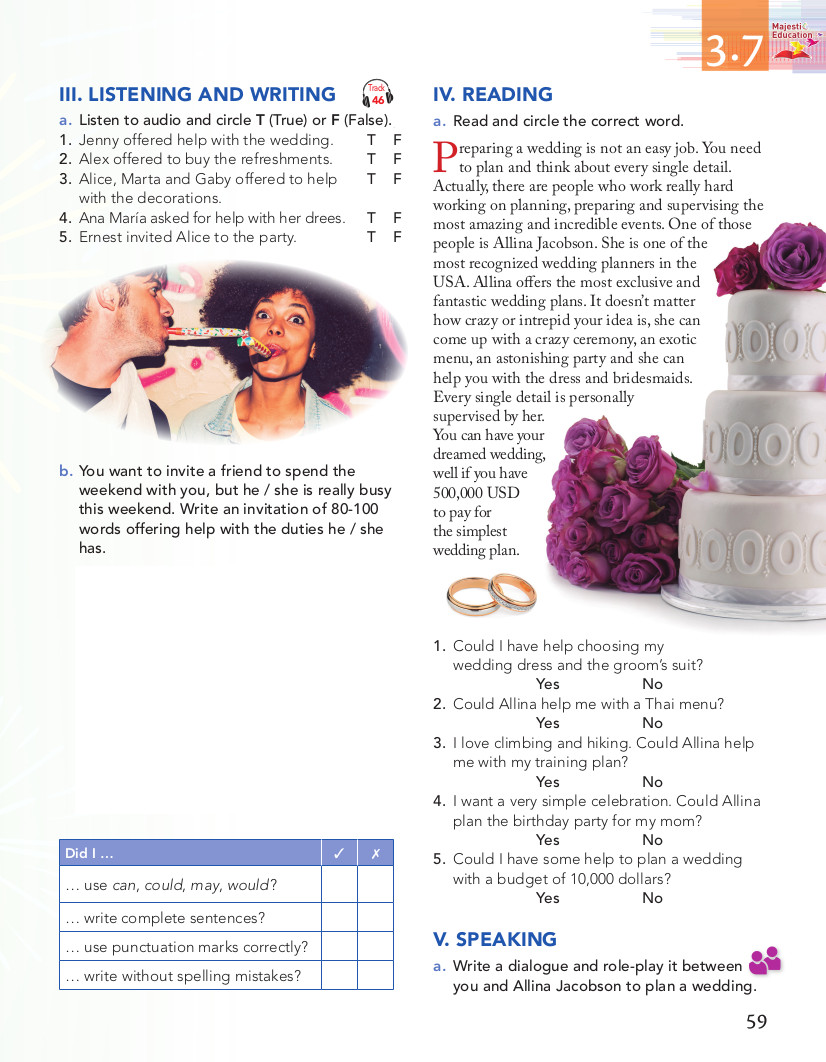 3.7
Majesti
Education
III. LISTENING AND WRITING
Track
46
a. Listen to audio and circle T (True) or F (False).
1. Jenny offered help with the wedding. T F
2. Alex offered to buy the refreshments. T F
3. Alice, Marta and Gaby offered to help T F
with the decorations.
4. Ana María asked for help with her drees. T F
5. Ernest invited Alice to the party. T F
b. You want to invite a friend to spend the
weekend with you, but he / she is really busy
this weekend. Write an invitation of 80-100
words offering help with the duties he / she
has.
Did I ... ✓ ✗
... use can, could, may, would?
... write complete sentences?
... use punctuation marks correctly?
... write without spelling mistakes?
IV. READING
a. Read and circle the correct word.
Preparing a wedding is not an easy job. You need
to plan and think about every single detail.
Actually, there are people who work really hard
working on planning, preparing and supervising the
most amazing and incredible events. One of those
people is Allina Jacobson. She is one of the
most recognized wedding planners in the
USA. Allina offers the most exclusive and
fantastic wedding plans. It doesn't matter
how crazy or intrepid your idea is, she can
come up with a crazy ceremony, an exotic
menu, an astonishing party and she can
help you with the dress and bridesmaids.
Every single detail is personally
supervised by her.
You can have your
dreamed wedding,
well if you have
500,000 USD
to pay for
the simplest
wedding plan.
1. Could I have help choosing my
wedding dress and the groom's suit?
Yes No
2. Could Allina help me with a Thai menu?
Yes No
3. I love climbing and hiking. Could Allina help
me with my training plan?
Yes No
4. I want a very simple celebration. Could Allina
plan the birthday party for my mom?
Yes No
5. Could I have some help to plan a wedding
with a budget of 10,000 dollars?
Yes No
V. SPEAKING
a. Write a dialogue and role-play it between
you and Allina Jacobson to plan a wedding.
59